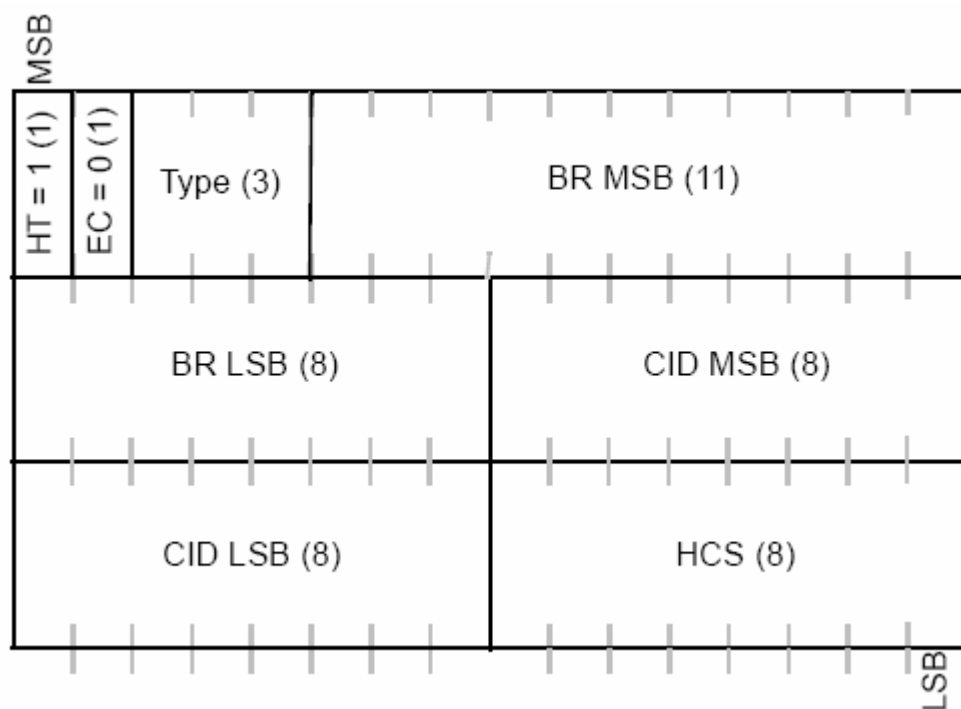 MSB
HT = 1 (1)
EC = 0 (1)
Type (3)
BR MSB (11)
BR LSB (8)
CID MSB (8)
CID LSB (8)
HCS (8)
LSB